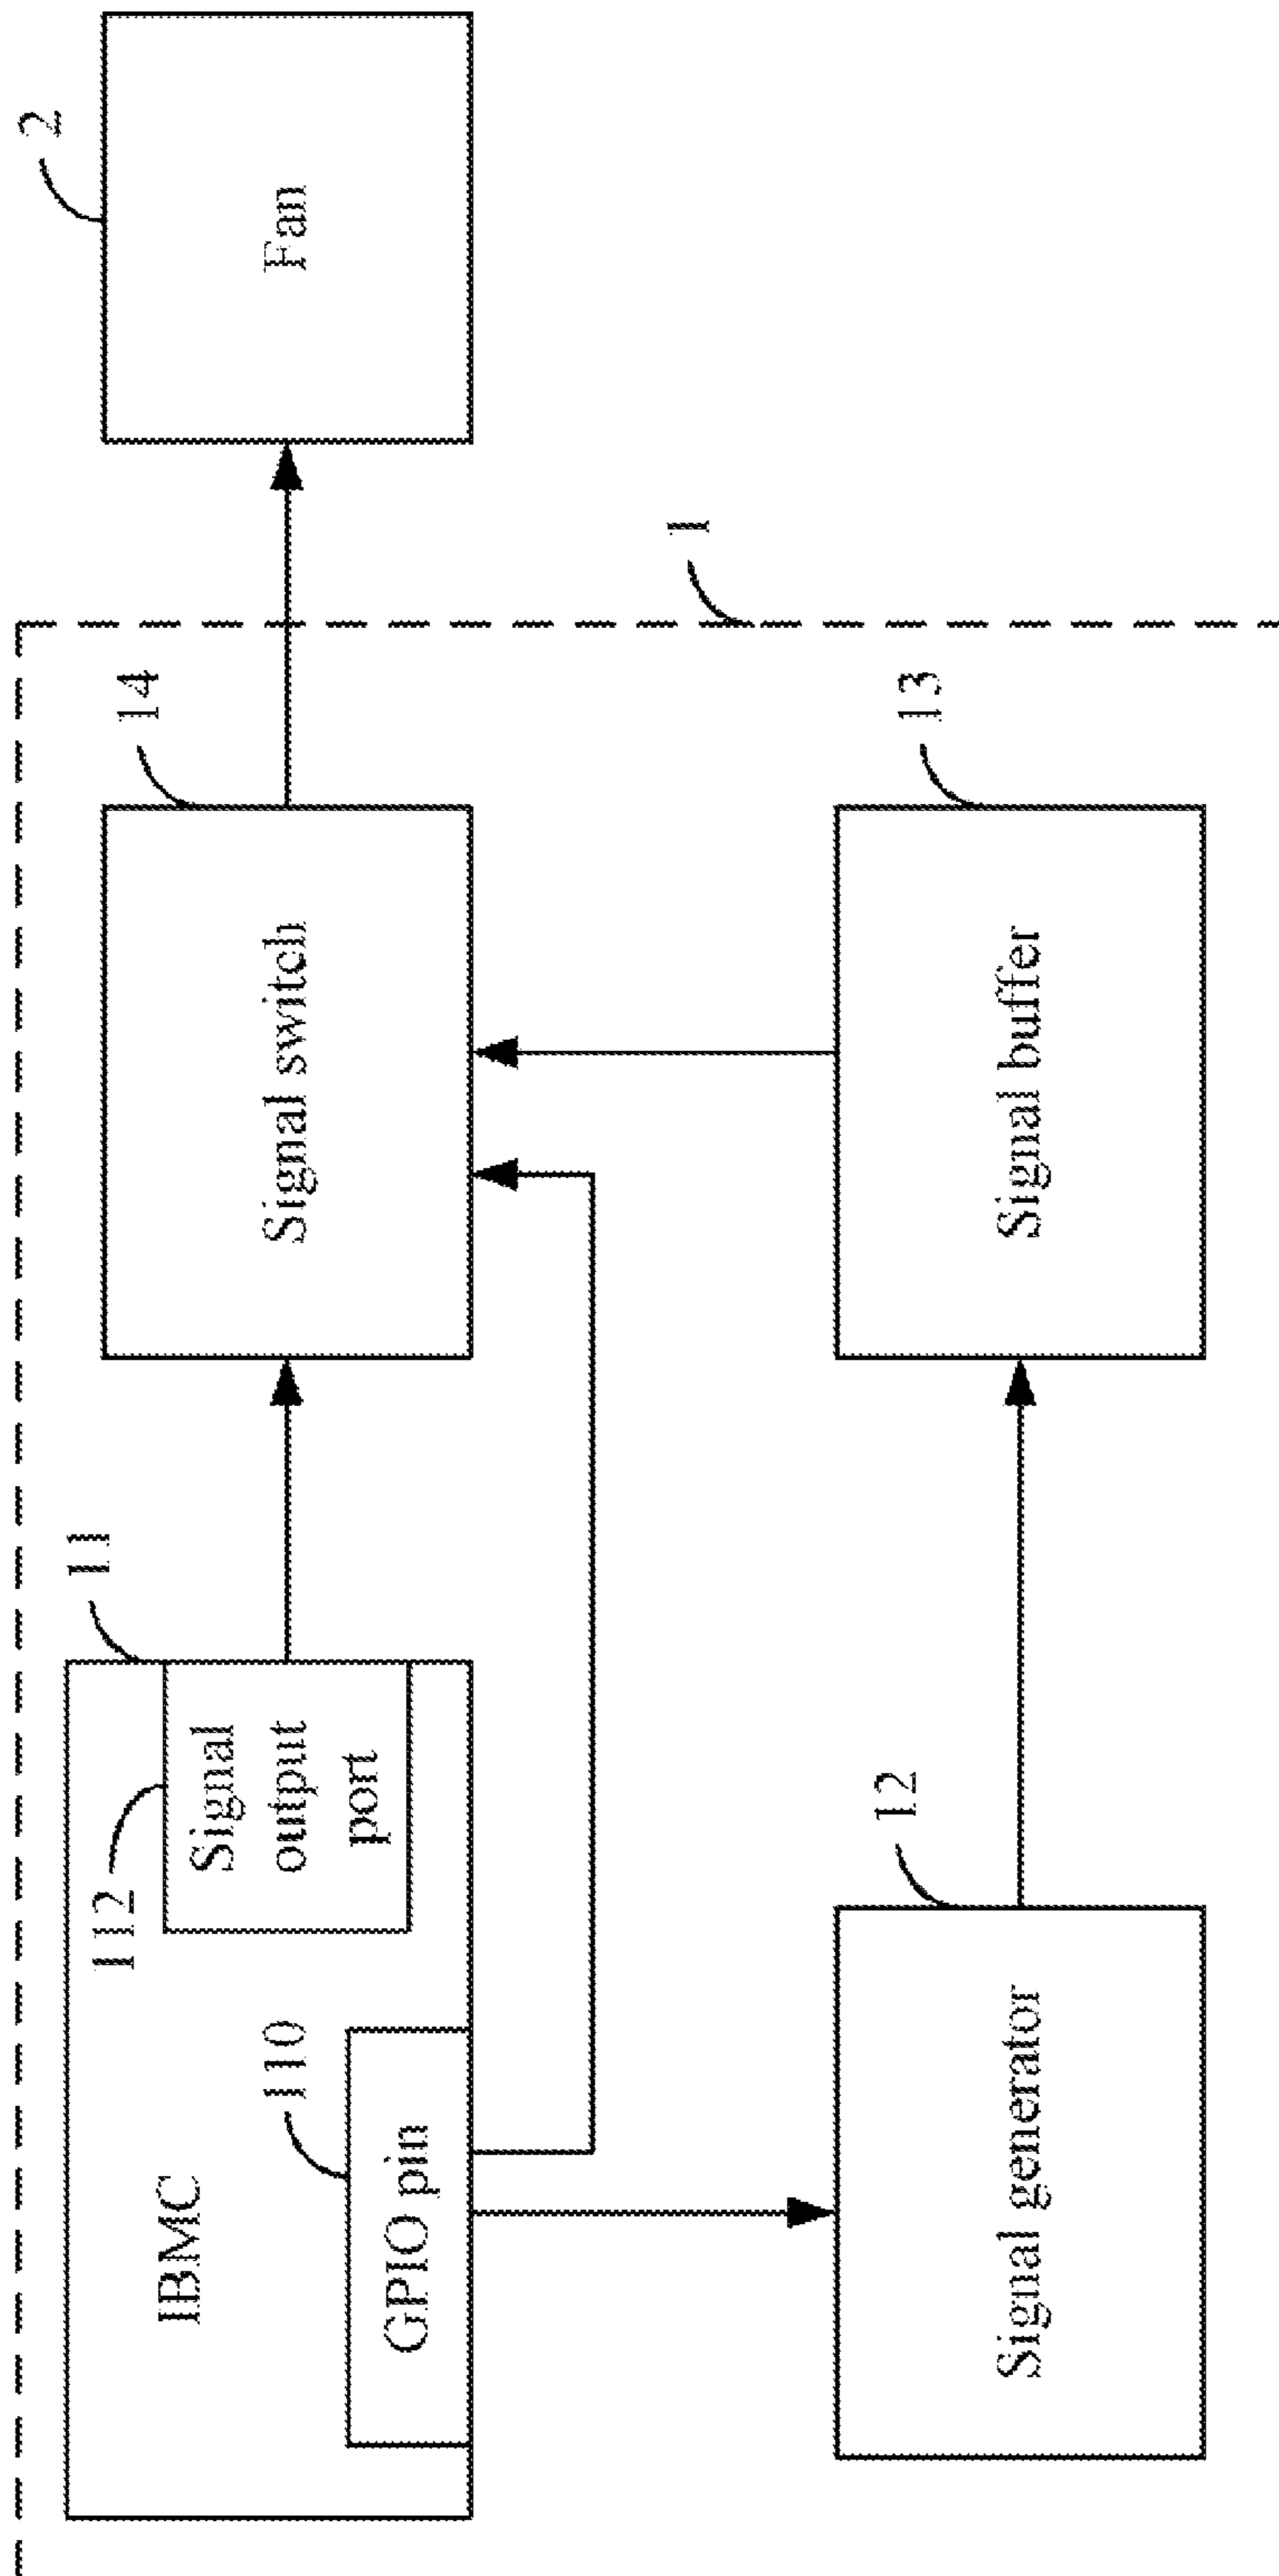 1
2
11
14
IBMC
112
Signal
output
port
110
GPIO pin
Signal switch
Fan
12
13
Signal generator
Signal buffer